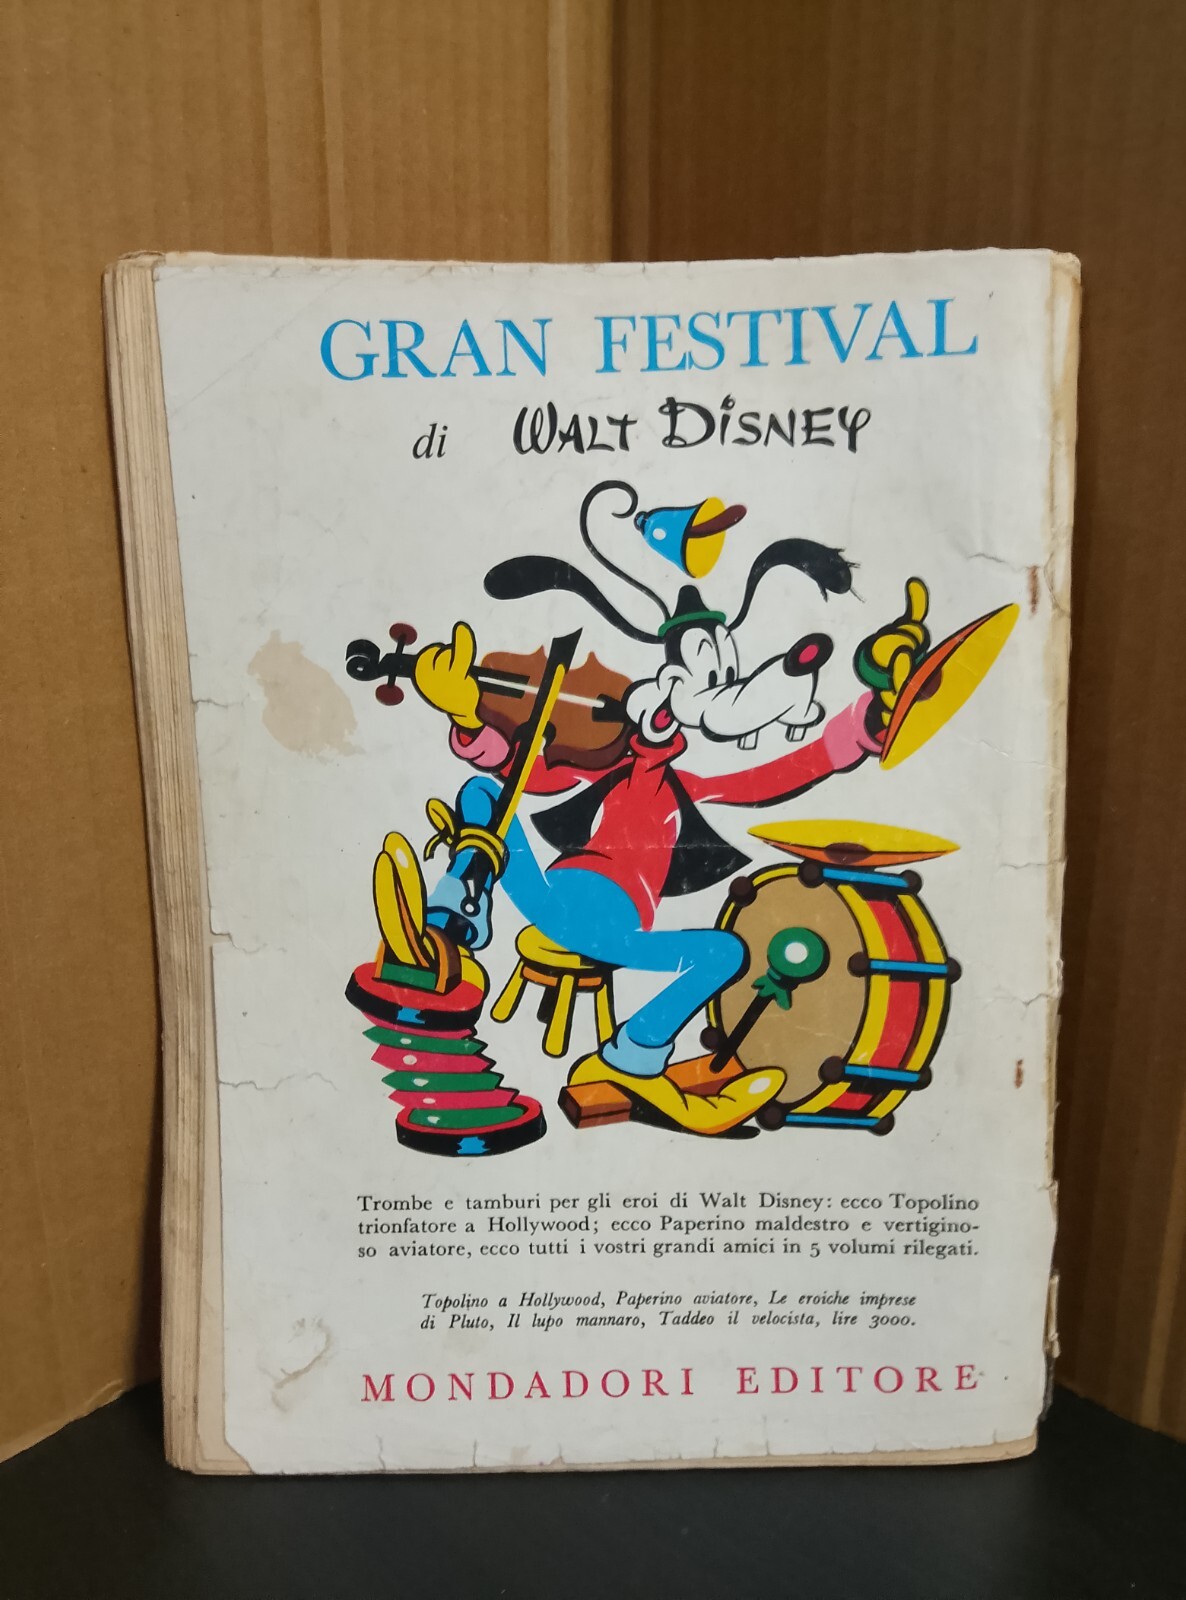 GRAN FESTIVAL
di WALT DISNEY
Trombe e tamburi per gli eroi di Walt Disney: ecco Topolino
trionfatore a Hollywood; ecco Paperino maldestro e vertigino-
so aviatore, ecco tutti i vostri grandi amici in 5 volumi rilegati.
Topolino a Hollywood, Paperino aviatore, Le eroiche imprese
di Pluto, Il lupo mannaro, Taddeo il velocista, lire 3000.
MONDADORI EDITORE